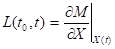 L(t₀,t) = ∂M/∂X|X(t)